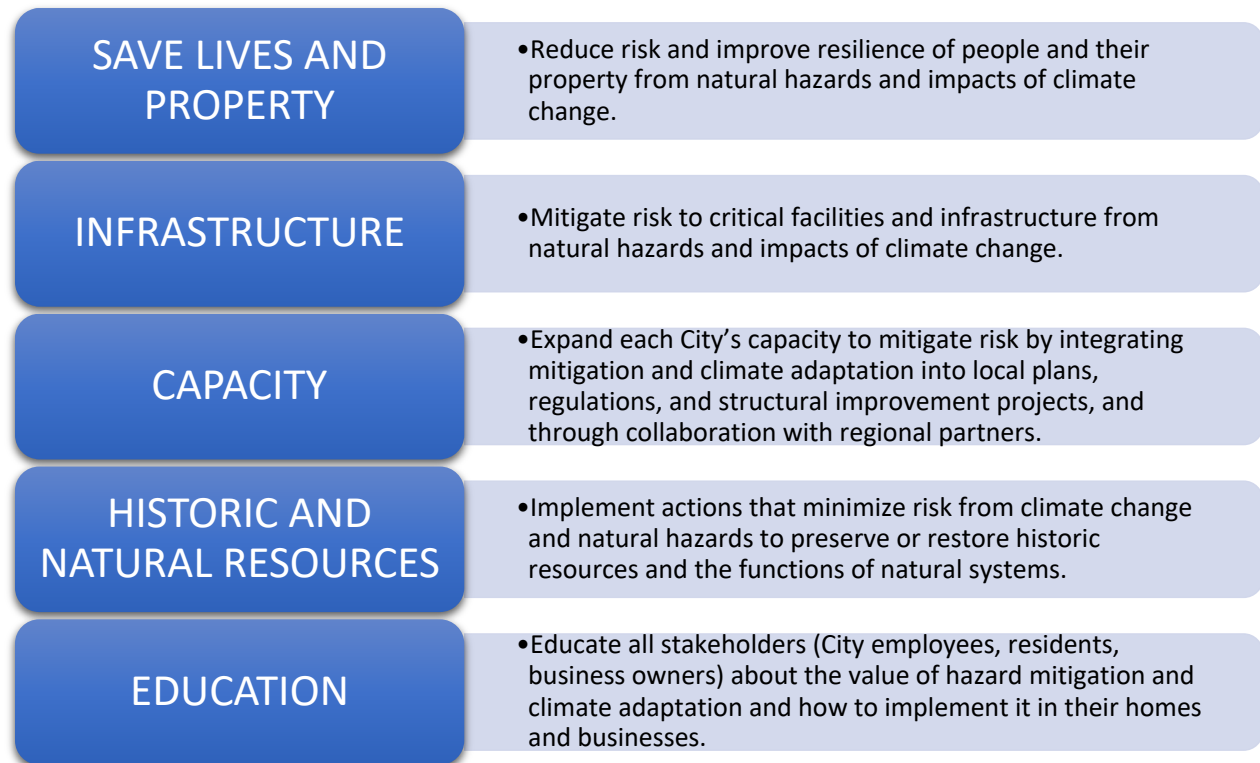 SAVE LIVES AND
PROPERTY
•Reduce risk and improve resilience of people and their
property from natural hazards and impacts of climate
change.
INFRASTRUCTURE
•Mitigate risk to critical facilities and infrastructure from
natural hazards and impacts of climate change.
CAPACITY
•Expand each City’s capacity to mitigate risk by integrating
mitigation and climate adaptation into local plans,
regulations, and structural improvement projects, and
through collaboration with regional partners.
HISTORIC AND
NATURAL RESOURCES
•Implement actions that minimize risk from climate change
and natural hazards to preserve or restore historic
resources and the functions of natural systems.
EDUCATION
•Educate all stakeholders (City employees, residents,
business owners) about the value of hazard mitigation and
climate adaptation and how to implement it in their homes
and businesses.